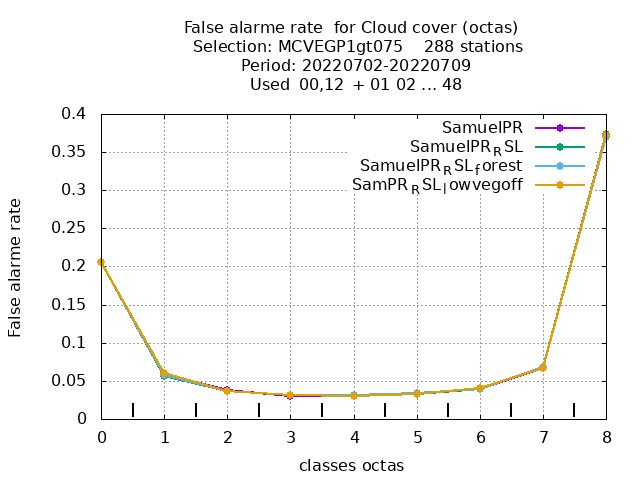 False alarme rate  for Cloud cover (octas)
Selection: MCVEGP1gt075    288 stations
Period: 20220702-20220709
Used  00,12  + 01 02 ... 48
SamuelPR
SamuelPR_RSL
SamuelPR_RSL_forest
SamPR_RSL_lowvegoff
0.4
0.35
0.3
0.25
0.2
0.15
0.1
0.05
0
False alarme rate
0 1 2 3 4 5 6 7 8
classes octas